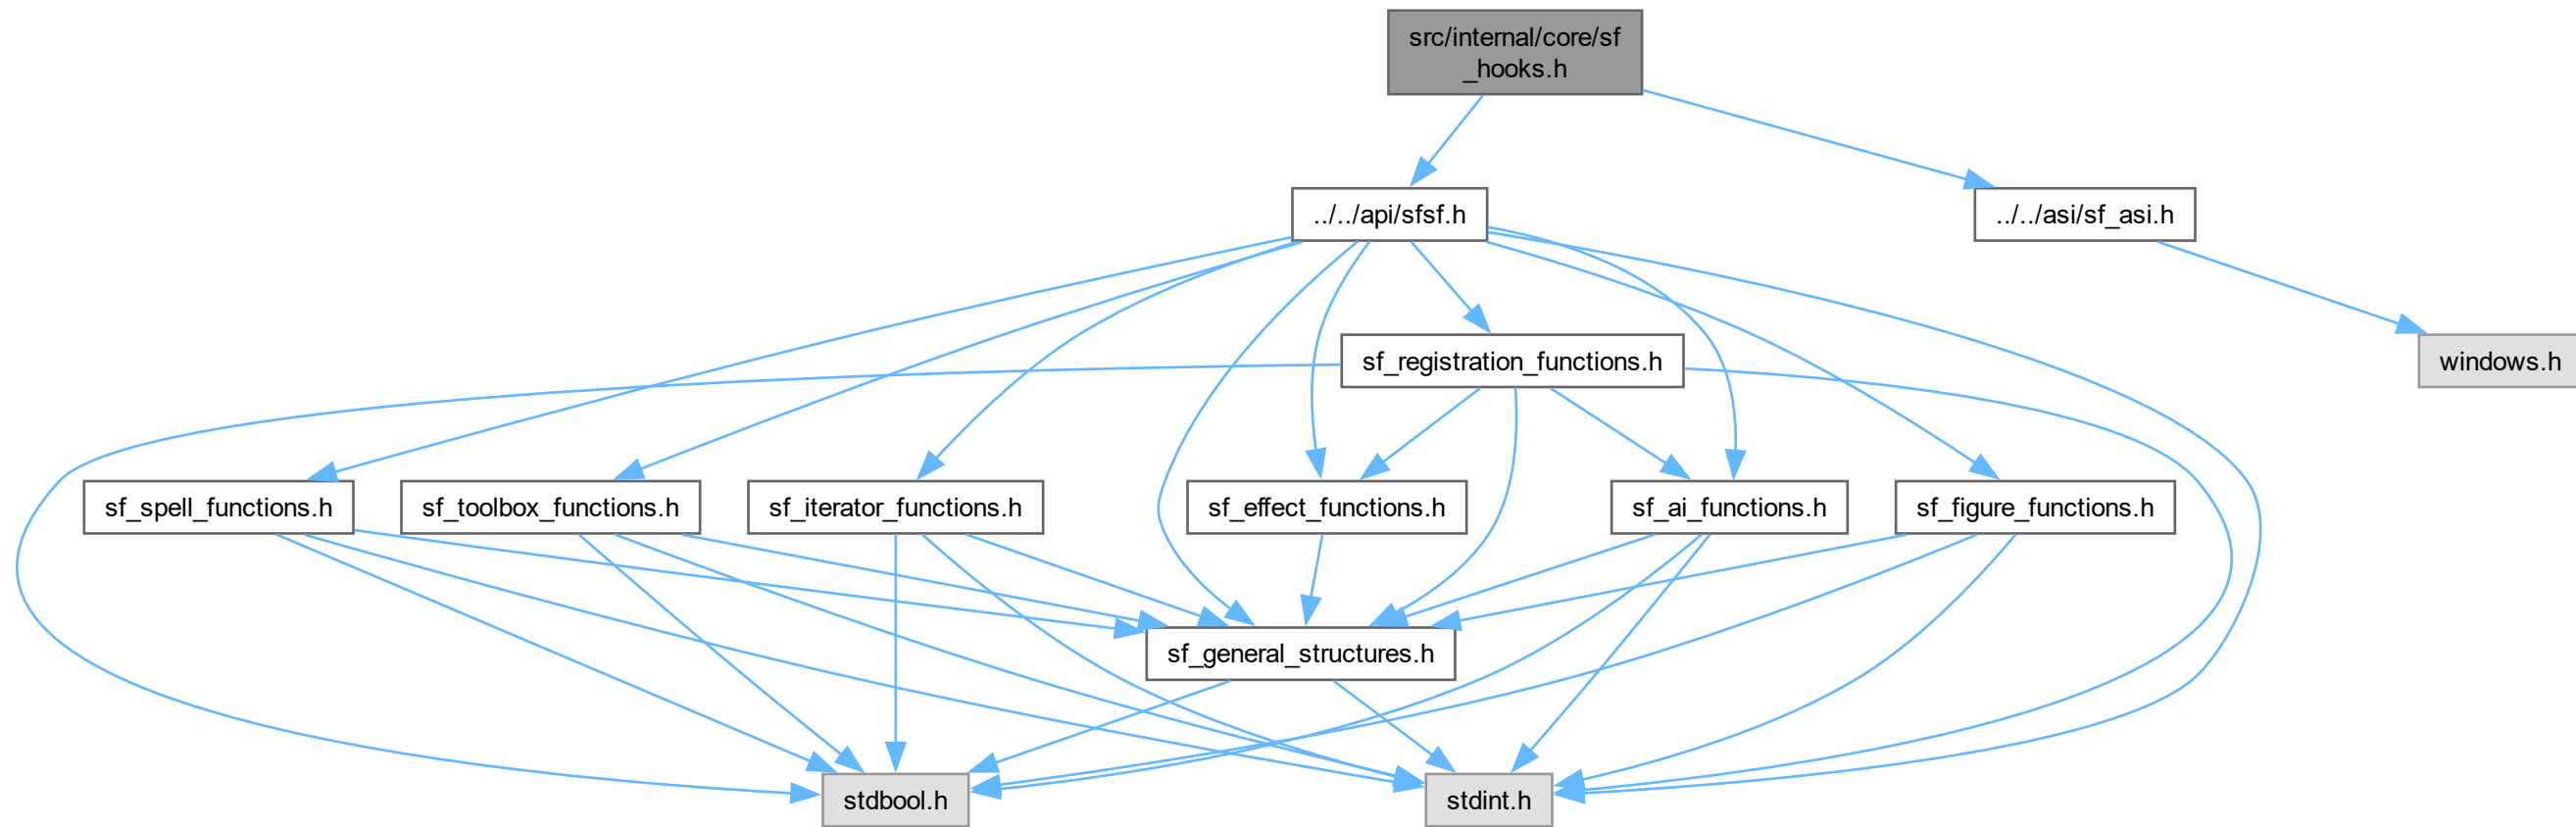 src/internal/core/sf
_hooks.h
../../api/sfsf.h
../../asi/sf_asi.h
sf_registration_functions.h
windows.h
sf_spell_functions.h
sf_toolbox_functions.h
sf_iterator_functions.h
sf_effect_functions.h
sf_ai_functions.h
sf_figure_functions.h
sf_general_structures.h
stdbool.h
stdint.h